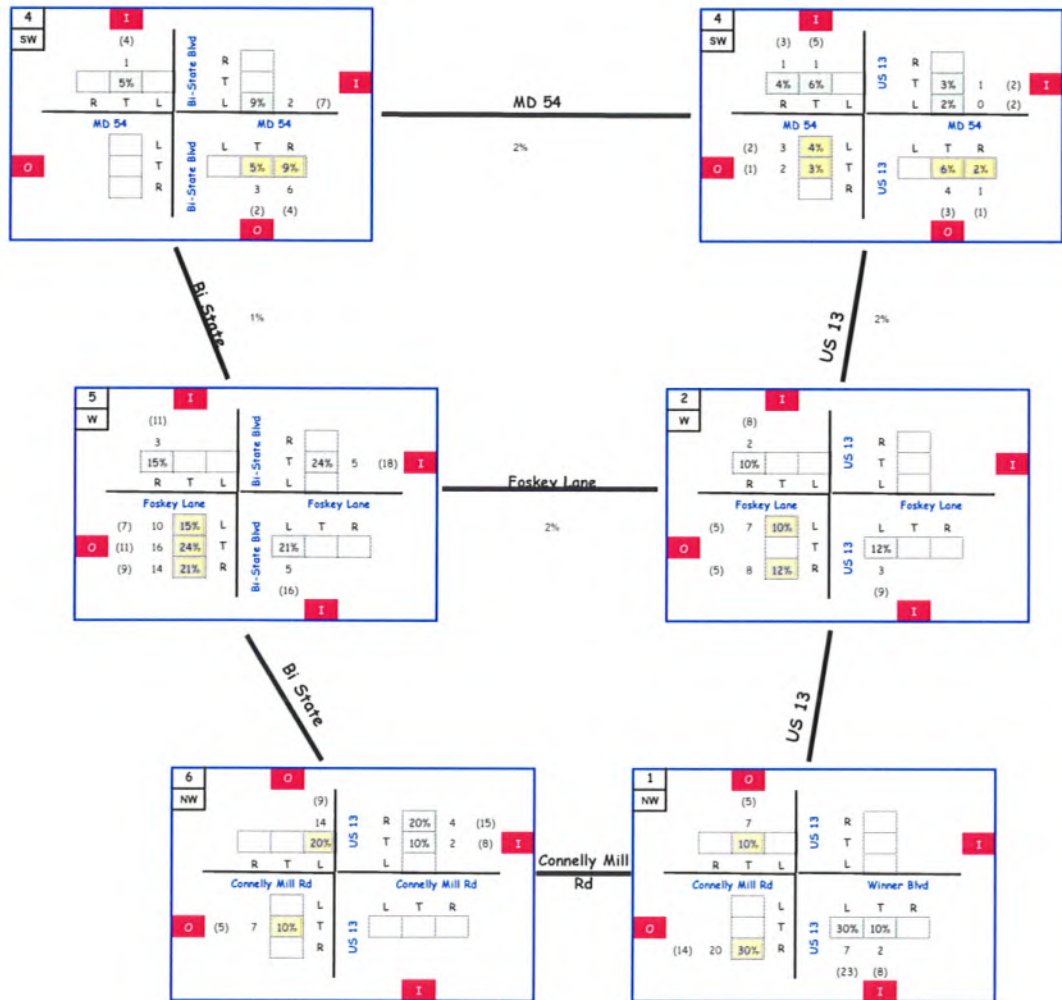 4
SW
I
(4)
1
5%
R T L
Bi-State Blvd
R
T
L 9% 2 (7)
I
MD 54 MD 54
L
T
R
O
Bi-State Blvd
L T R
5% 9%
3 6
(2) (4)
O
MD 54
2%
4
SW
I
(3) (5)
1 1
4% 6%
R T L
US 13
R
T 3% 1 (2)
L 2% 0 (2)
I
MD 54 MD 54
(2) 3 4% L
(1) 2 3% T
R
O
US 13
L T R
6% 2%
4 1
(3) (1)
O
Bi State
1%
US 13
2%
5
W
I
(11)
3
15%
R T L
Bi-State Blvd
R
T 24% 5 (18)
L
I
Foskey Lane Foskey Lane
(7) 10 15% L
O (11) 16 24% T
(9) 14 21% R
Bi-State Blvd
L T R
21%
5
(16)
I
Foskey Lane
2%
2
W
I
(8)
2
10%
R T L
US 13
R
T
L
I
Foskey Lane Foskey Lane
(5) 7 10% L
O T
(5) 8 12% R
US 13
L T R
12%
3
(9)
I
Bi State
US 13
6
NW
O
(9)
14
20%
R T L
US 13
R 20% 4 (15)
T 10% 2 (8)
L
I
Connelly Mill Rd Connelly Mill Rd
L
O (5) 7 10% T
R
US 13
L T R
I
Connelly Mill
Rd
1
NW
O
(5)
7
10%
R T L
US 13
R
T
L
I
Connelly Mill Rd Winner Blvd
L
O T
(14) 20 30% R
US 13
L T R
30% 10%
7 2
(23) (8)
I